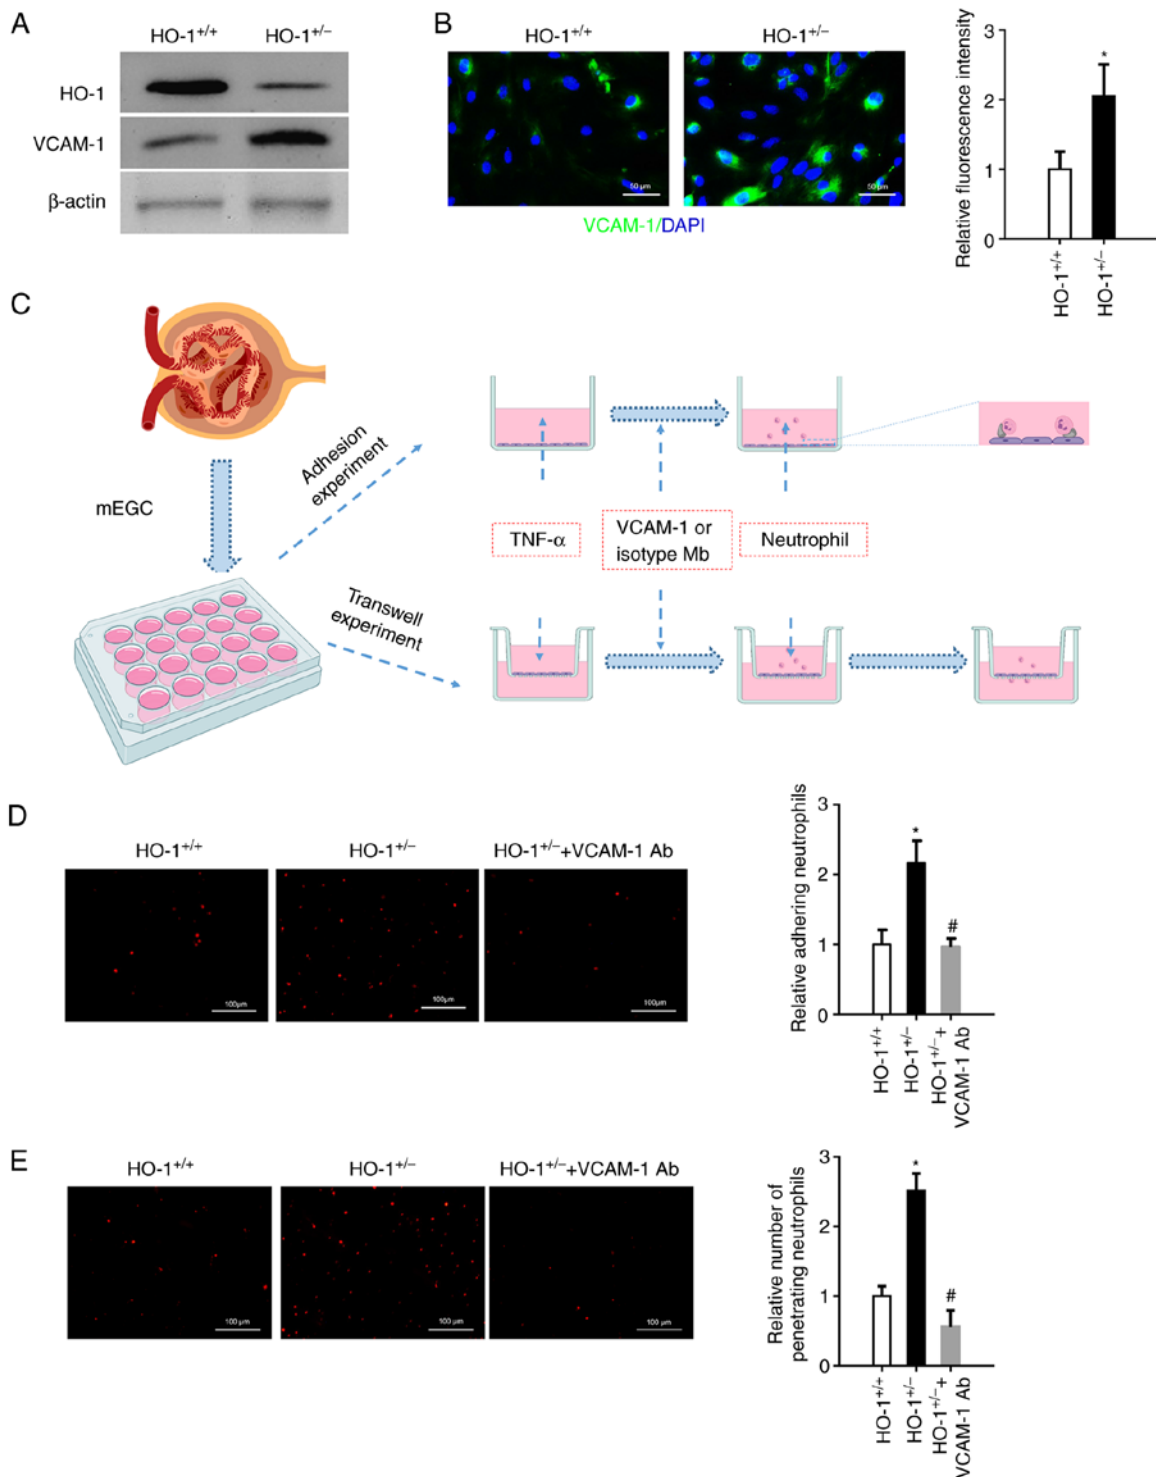 A
HO-1+/+ HO-1+/−
HO-1
VCAM-1
β-actin
B
HO-1+/+ HO-1+/−
50 μm 50 μm
VCAM-1/DAPI
Relative fluorescence intensity
3
2
1
0
HO-1+/+
HO-1+/−
C
mEGC
Adhesion
experiment
Transwell
experiment
TNF-α
VCAM-1 or
isotype Mb
Neutrophil
D
HO-1+/+ HO-1+/− HO-1+/−+VCAM-1 Ab
100μm 100μm 100μm
Relative adhering neutrophils
3
2
1
0
*
#
HO-1+/+
HO-1+/−
HO-1+/−+
VCAM-1 Ab
E
HO-1+/+ HO-1+/− HO-1+/−+VCAM-1 Ab
100 μm 100 μm 100 μm
Relative number of
penetrating neutrophils
3
2
1
0
*
#
HO-1+/+
HO-1+/−
HO-1+/−+
VCAM-1 Ab